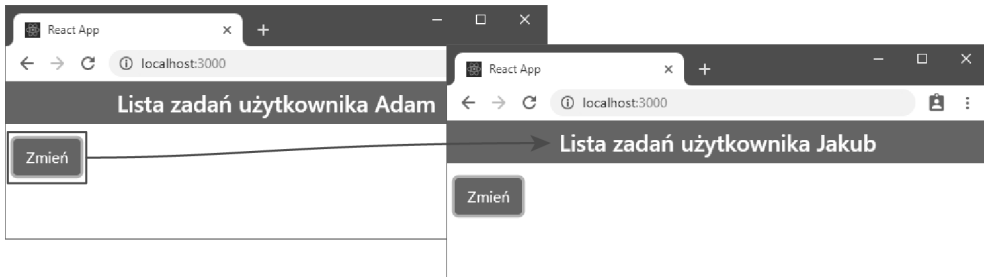 React App
localhost:3000
Lista zadań użytkownika Adam
Zmień
React App
localhost:3000
Lista zadań użytkownika Jakub
Zmień